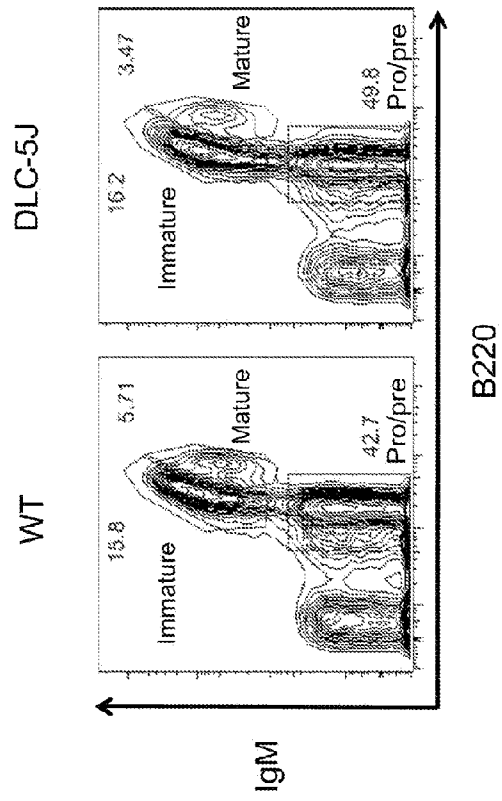 WT
DLC-5J
15.8
5.71
Immature
Mature
42.7
Pro/pre
16.2
3.47
Immature
Mature
49.8
Pro/pre
IgM
B220